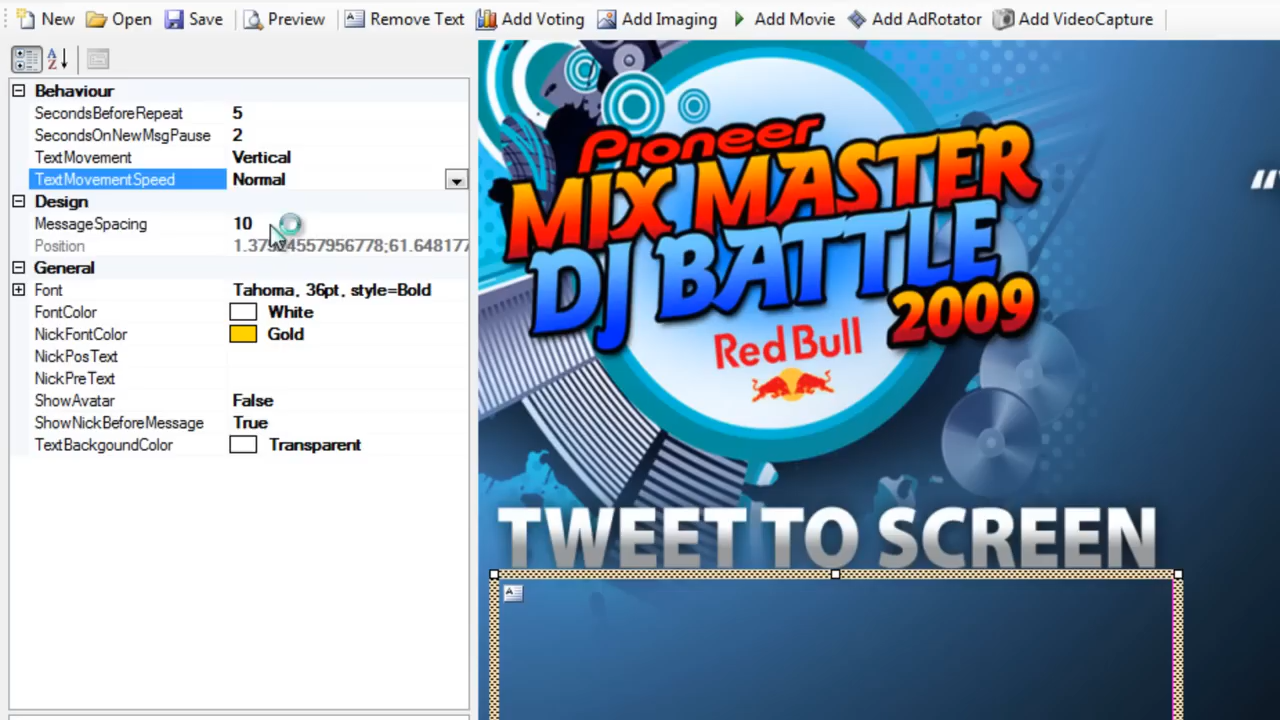 New Open Save Preview Remove Text Add Voting Add Imaging Add Movie Add AdRotator Add VideoCapture
Behaviour
SecondsBeforeRepeat 5
SecondsOnNewMsgPause 2
TextMovement Vertical
TextMovementSpeed Normal
Design
MessageSpacing 10
Position
General
Font Tahoma, 36pt, style=Bold
FontColor White
NickFontColor Gold
NickPosText
NickPreText
ShowAvatar False
ShowNickBeforeMessage True
TextBackgoundColor Transparent
Pioneer
MIX MASTER
DJ BATTLE
2009
Red Bull
TWEET TO SCREEN
“